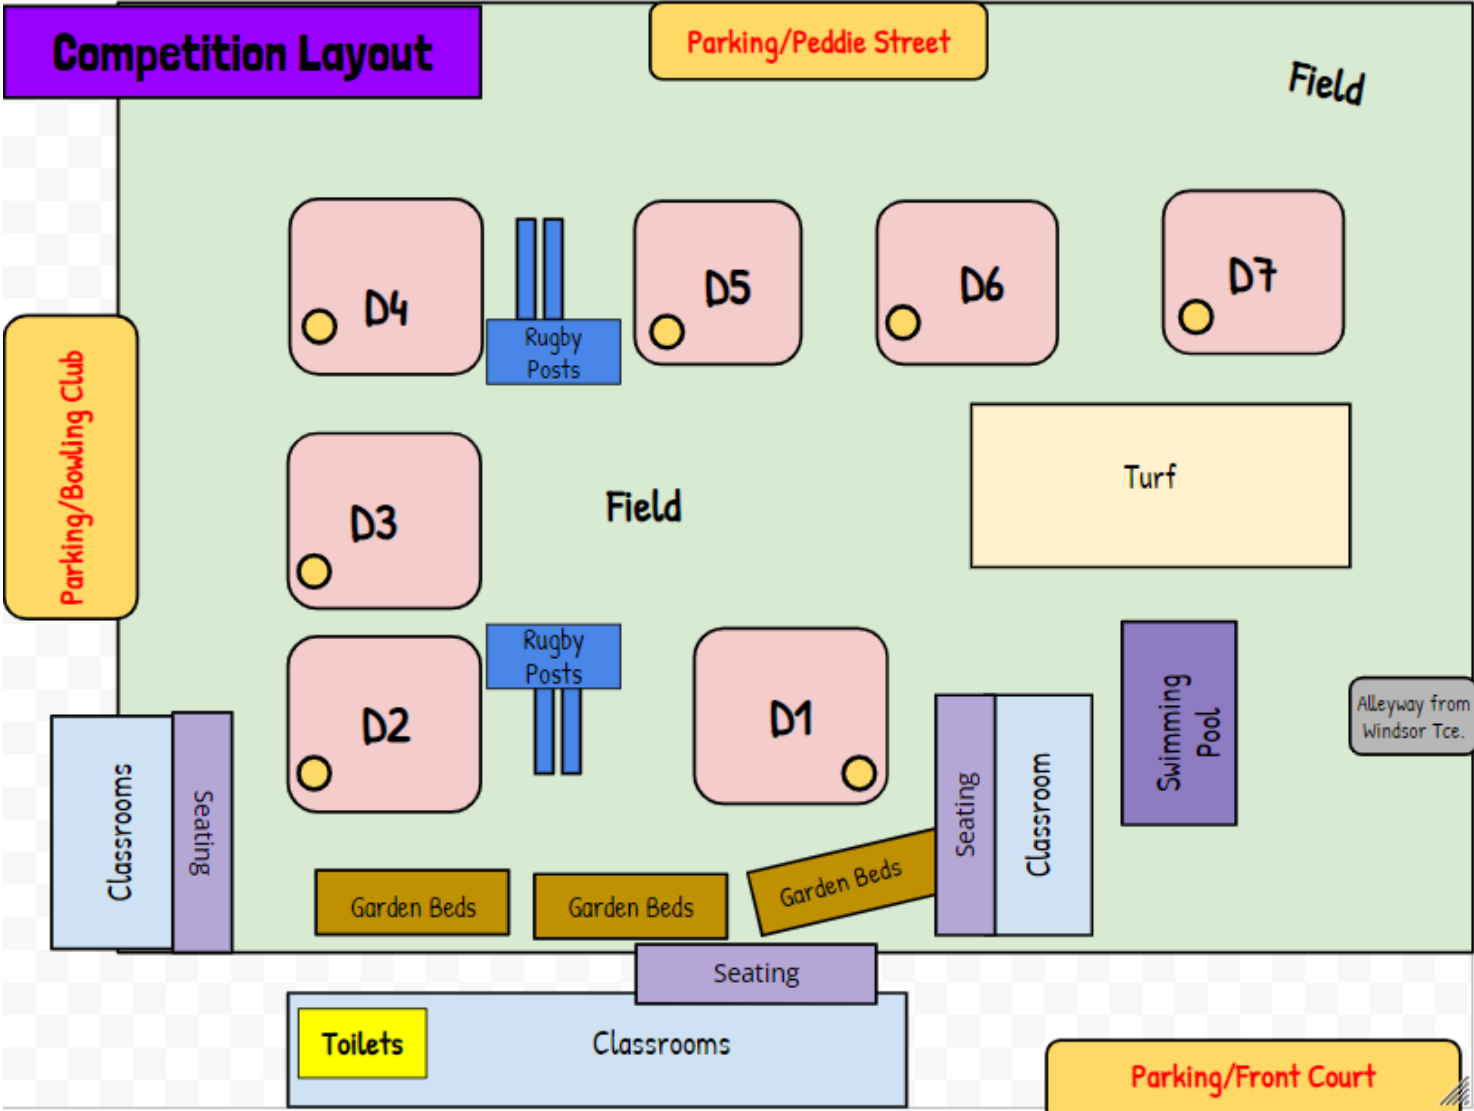 Competition Layout
Parking/Peddie Street
Field
D4
Rugby
Posts
D5
D6
D7
Parking/Bowling Club
D3
Field
Turf
D2
Rugby
Posts
D1
Swimming
Pool
Alleyway from
Windsor Tce.
Classrooms
Seating
Seating
Classroom
Garden Beds
Garden Beds
Garden Beds
Seating
Toilets
Classrooms
Parking/Front Court